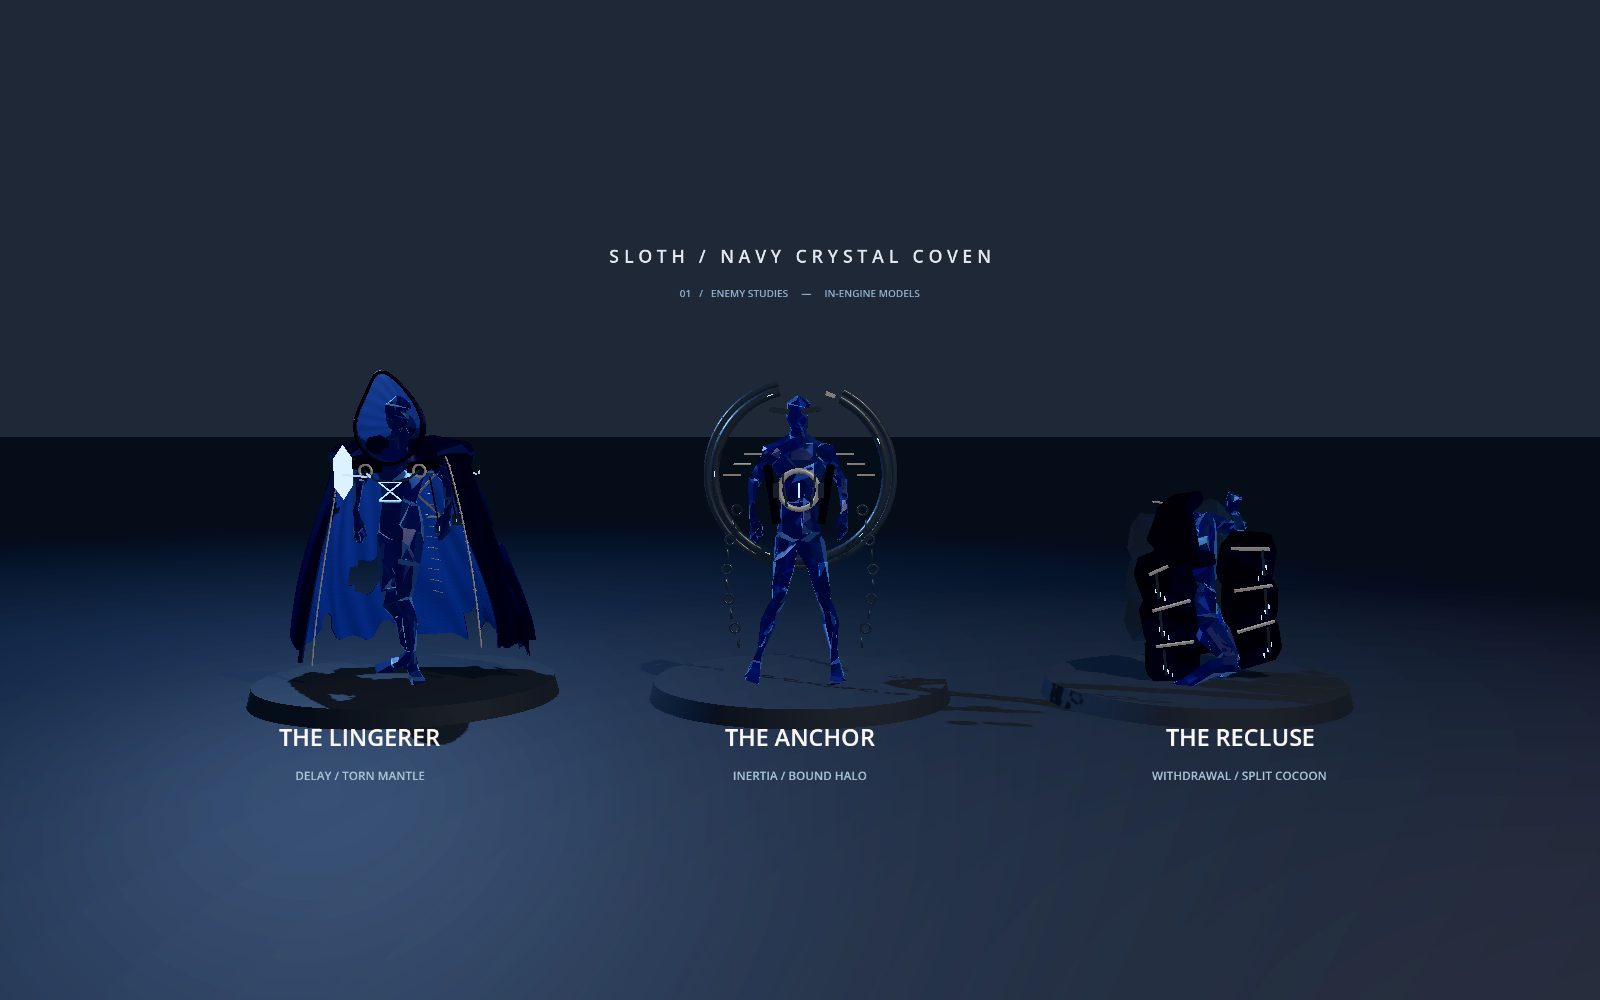 SLOTH / NAVY CRYSTAL COVEN
01 / ENEMY STUDIES — IN-ENGINE MODELS
THE LINGERER
DELAY / TORN MANTLE
THE ANCHOR
INERTIA / BOUND HALO
THE RECLUSE
WITHDRAWAL / SPLIT COCOON